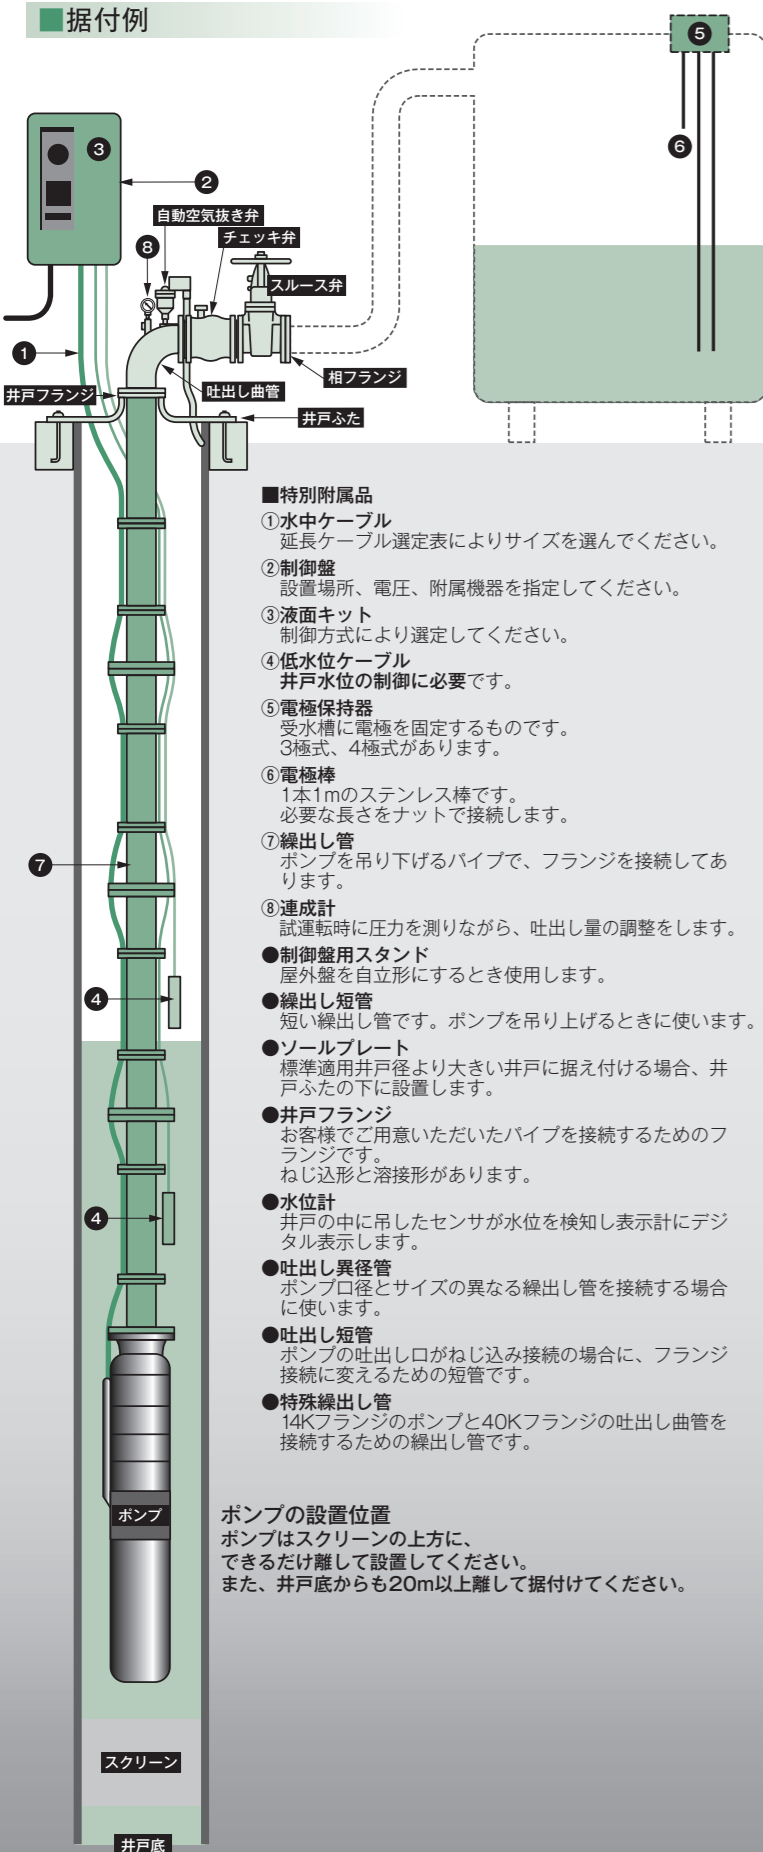 ■据付例
⑤
③
⑥
②
自動空気抜き弁
⑧
チェッキ弁
スルース弁
①
相フランジ
井戸フランジ
吐出し曲管
井戸ふた
■特別附属品
①水中ケーブル
延長ケーブル選定表によりサイズを選んでください。
②制御盤
設置場所、電圧、附属機器を指定してください。
③液面キット
制御方式により選定してください。
④低水位ケーブル
井戸水位の制御に必要です。
⑤電極保持器
受水槽に電極を固定するものです。
3極式、4極式があります。
⑥電極棒
1本1mのステンレス棒です。
必要な長さをナットで接続します。
⑦繰出し管
ポンプを吊り下げるパイプで、フランジを接続してあ
ります。
⑧連成計
試運転時に圧力を測りながら、吐出し量の調整をします。
●制御盤用スタンド
屋外盤を自立形にするとき使用します。
●繰出し短管
短い繰出し管です。ポンプを吊り上げるときに使います。
●ソールプレート
標準適用井戸径より大きい井戸に据え付ける場合、井
戸ふたの下に設置します。
●井戸フランジ
お客様でご用意いただいたパイプを接続するためのフ
ランジです。
ねじ込形と溶接形があります。
●水位計
井戸の中に吊したセンサが水位を検知し表示計にデジ
タル表示します。
●吐出し異径管
ポンプ口径とサイズの異なる繰出し管を接続する場合
に使います。
●吐出し短管
ポンプの吐出し口がねじ込み接続の場合に、フランジ
接続に変えるための短管です。
●特殊繰出し管
14Kフランジのポンプと40Kフランジの吐出し曲管を
接続するための繰出し管です。
⑦
④
④
ポンプ
ポンプの設置位置
ポンプはスクリーンの上方に、
できるだけ離して設置してください。
また、井戸底からも20m以上離して据付けてください。
スクリーン
井戸底